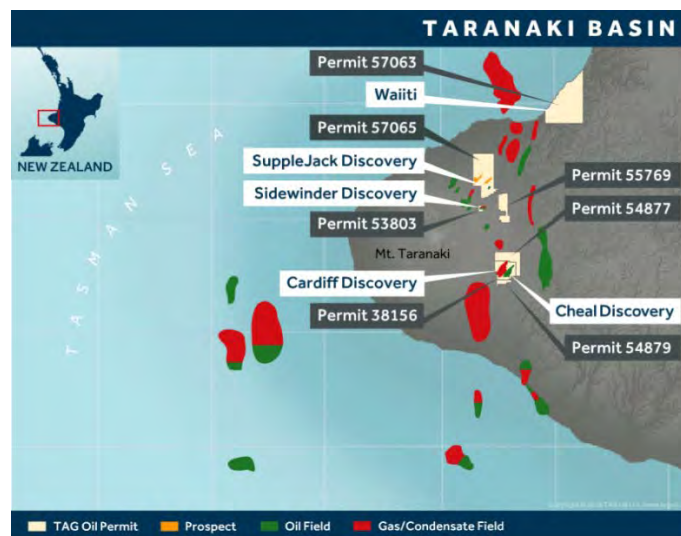 TARANAKI BASIN
Permit 57063
Waiiti
NEW ZEALAND
Permit 57065
SuppleJack Discovery
Permit 55769
Sidewinder Discovery
Permit 54877
Permit 53803
TASMAN SEA
Mt. Taranaki
Cardiff Discovery
Cheal Discovery
Permit 38156
Permit 54879
TAG Oil Permit
Prospect
Oil Field
Gas/Condensate Field